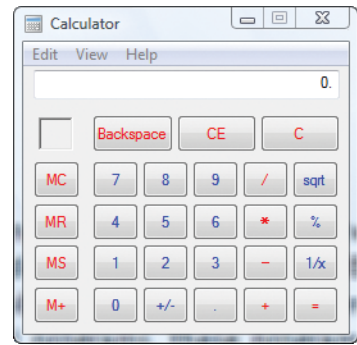 Calculator
Edit View Help
0.
Backspace CE C
MC 7 8 9 / sqrt
MR 4 5 6 * %
MS 1 2 3 - 1/x
M+ 0 +/- . + =